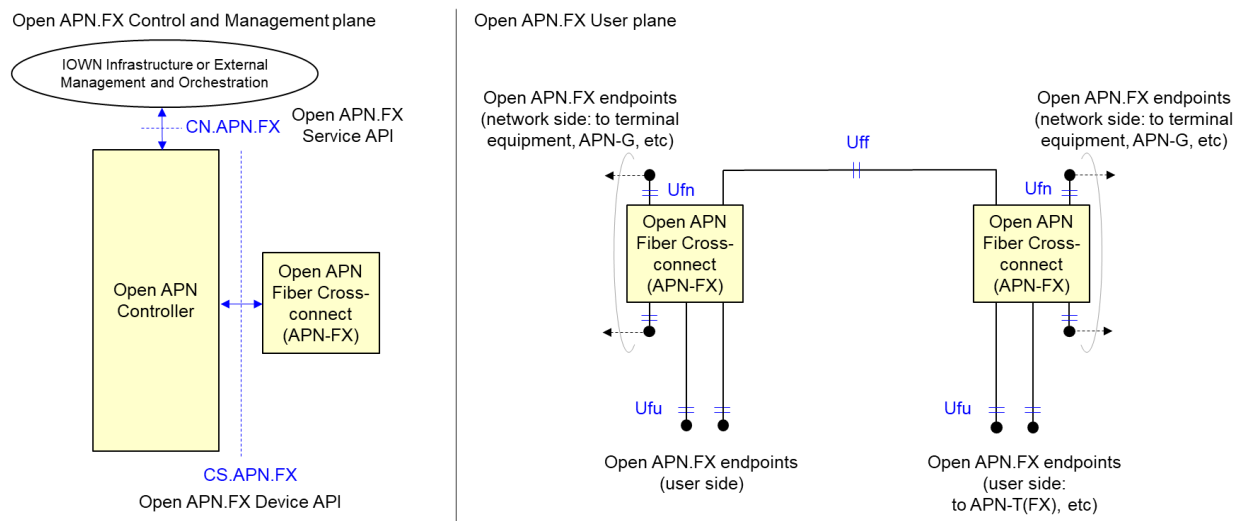 Open APN.FX Control and Management plane
IOWN Infrastructure or External
Management and Orchestration
CN.APN.FX
Open APN.FX
Service API
Open APN
Controller
Open APN
Fiber Cross-
connect
(APN-FX)
CS.APN.FX
Open APN.FX Device API
Open APN.FX User plane
Open APN.FX endpoints
(network side: to terminal
equipment, APN-G, etc)
Uff
Open APN.FX endpoints
(network side: to terminal
equipment, APN-G, etc)
Ufn
Open APN
Fiber Cross-
connect
(APN-FX)
Ufn
Open APN
Fiber Cross-
connect
(APN-FX)
Ufu
Open APN.FX endpoints
(user side)
Ufu
Open APN.FX endpoints
(user side:
to APN-T(FX), etc)